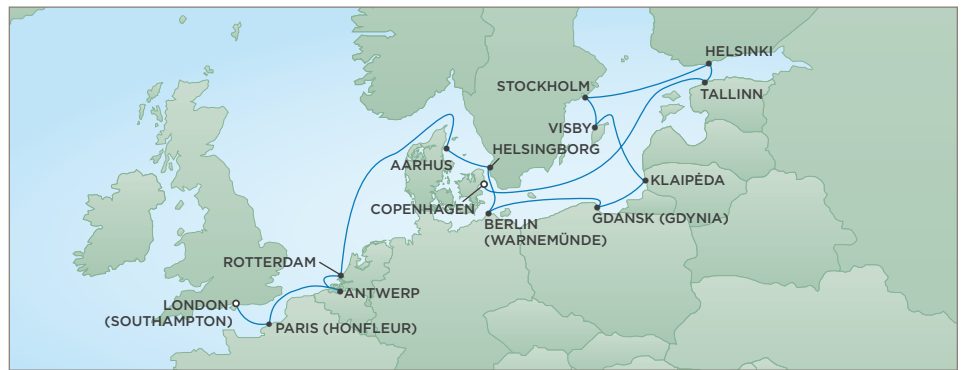 HELSINKI
STOCKHOLM
TALLINN
VISBY
HELSINGBORG
AARHUS
KLAIPĖDA
COPENHAGEN
GDANSK (GDYNIA)
BERLIN
(WARNEMÜNDE)
ROTTERDAM
ANTWERP
LONDON
(SOUTHAMPTON)
PARIS (HONFLEUR)